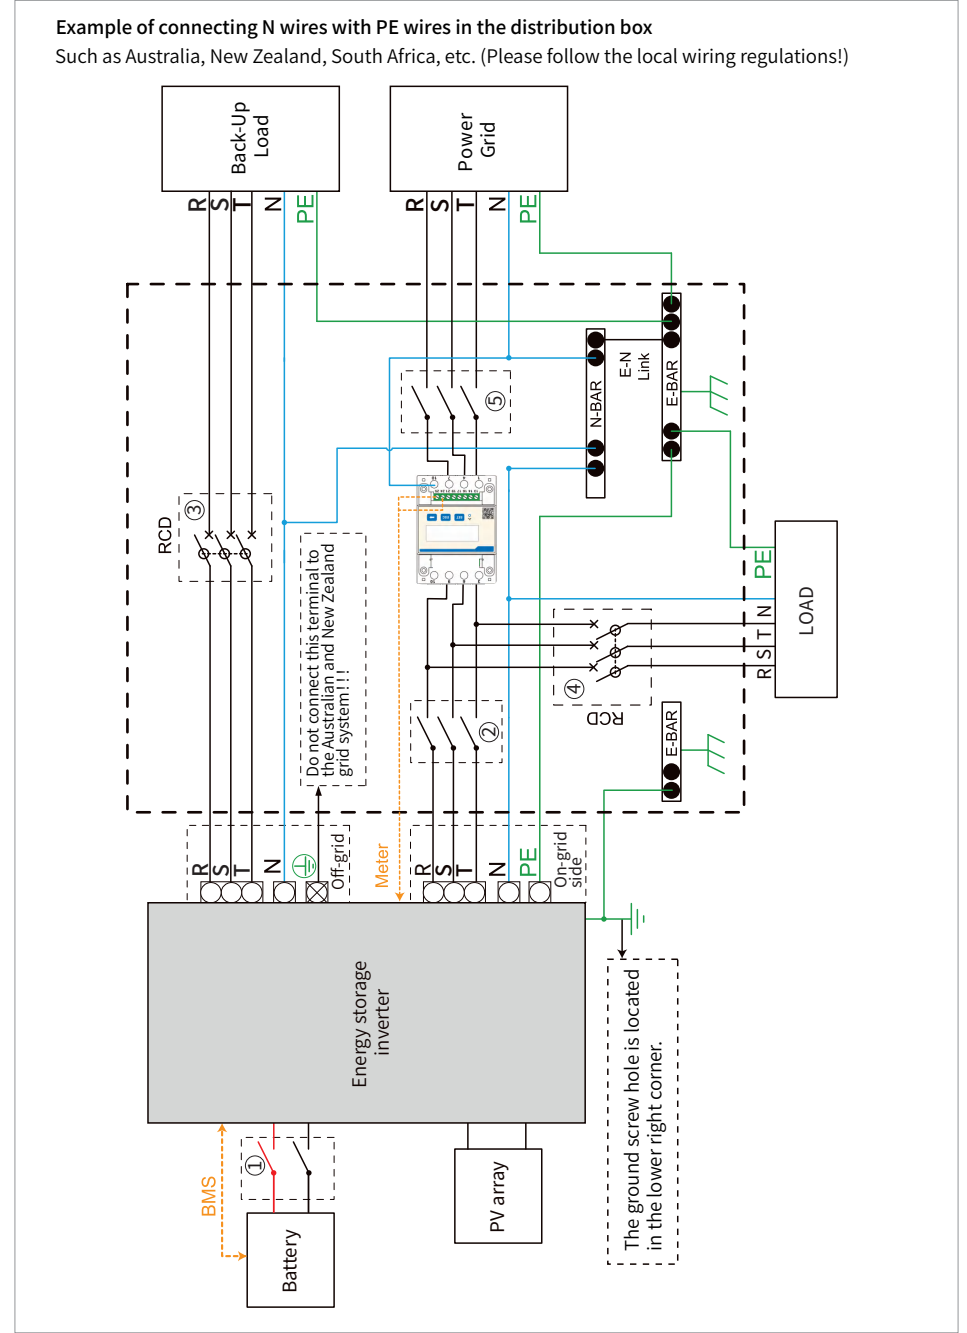 Example of connecting N wires with PE wires in the distribution box
Such as Australia, New Zealand, South Africa, etc. (Please follow the local wiring regulations!)
Back-Up
Load
Power
Grid
R
S
T
N
PE
R
S
T
N
PE
E-N
Link
N-BAR
E-BAR
⑤
③
RCD
Do not connect this terminal to
the Australian and New Zealand
grid system!!!!
PE
N
T
S
R
LOAD
④
RCD
②
E-BAR
R
S
T
N
Off-grid
Meter
R
S
T
N
PE
On-grid
side
Energy storage
inverter
The ground screw hole is located
in the lower right corner.
BMS
①
Battery
PV array